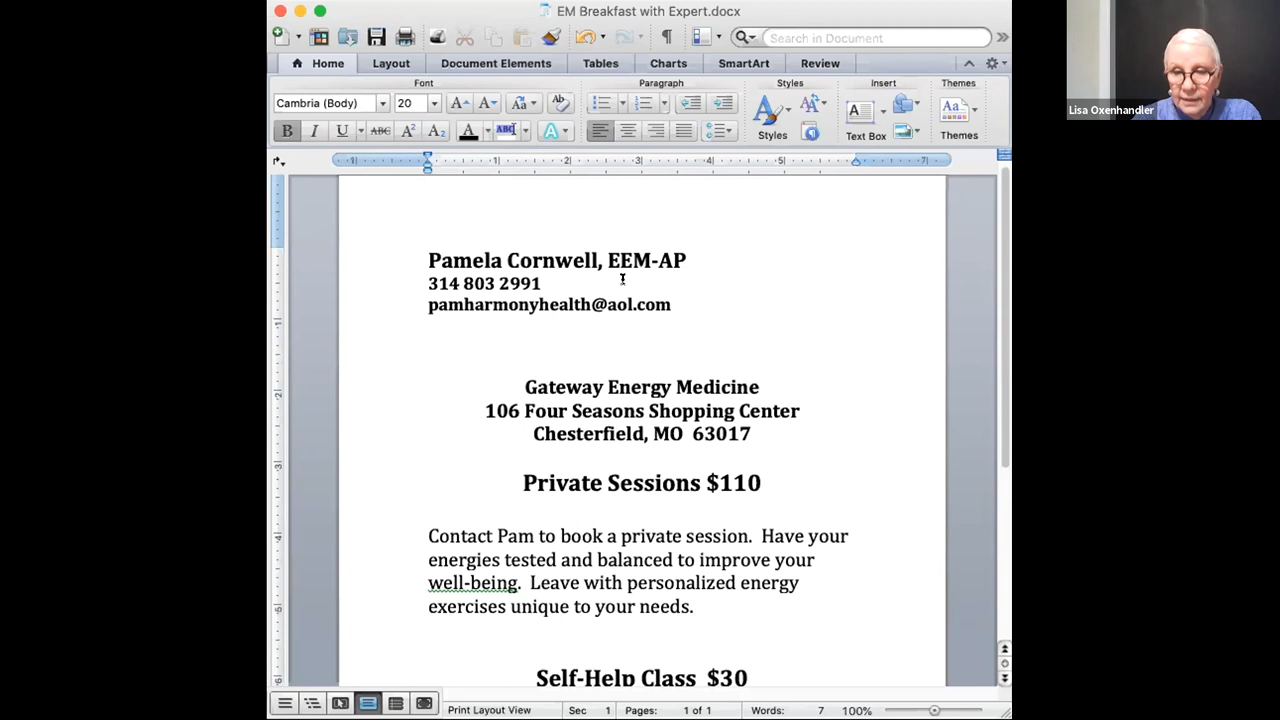 EM Breakfast with Expert.docx
Search in Document
Home Layout Document Elements Tables Charts SmartArt Review
Font Paragraph Styles Insert Themes
Cambria (Body) 20
Styles Text Box Themes
Lisa Oxenhandler
Pamela Cornwell, EEM-AP
314 803 2991
pamharmonyhealth@aol.com
Gateway Energy Medicine
106 Four Seasons Shopping Center
Chesterfield, MO 63017
Private Sessions $110
Contact Pam to book a private session. Have your
energies tested and balanced to improve your
well-being. Leave with personalized energy
exercises unique to your needs.
Self-Help Class $30
Print Layout View Sec 1 Pages: 1 of 1 Words: 7 100%